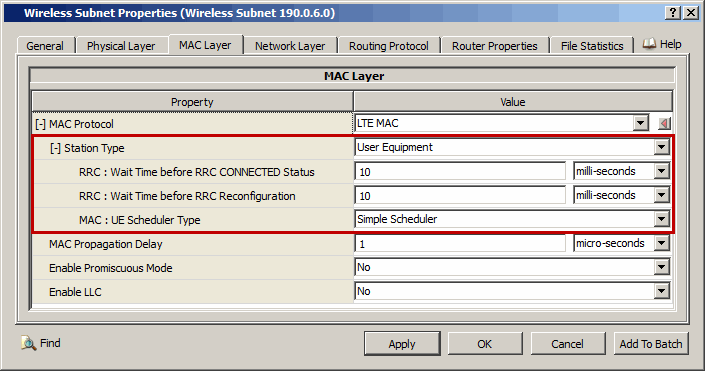 Wireless Subnet Properties (Wireless Subnet 190.0.6.0)
General Physical Layer MAC Layer Network Layer Routing Protocol Router Properties File Statistics Help
MAC Layer
Property Value
[-] MAC Protocol LTE MAC
[-] Station Type User Equipment
RRC : Wait Time before RRC CONNECTED Status 10 milli-seconds
RRC : Wait Time before RRC Reconfiguration 10 milli-seconds
MAC : UE Scheduler Type Simple Scheduler
MAC Propagation Delay 1 micro-seconds
Enable Promiscuous Mode No
Enable LLC No
Find Apply OK Cancel Add To Batch